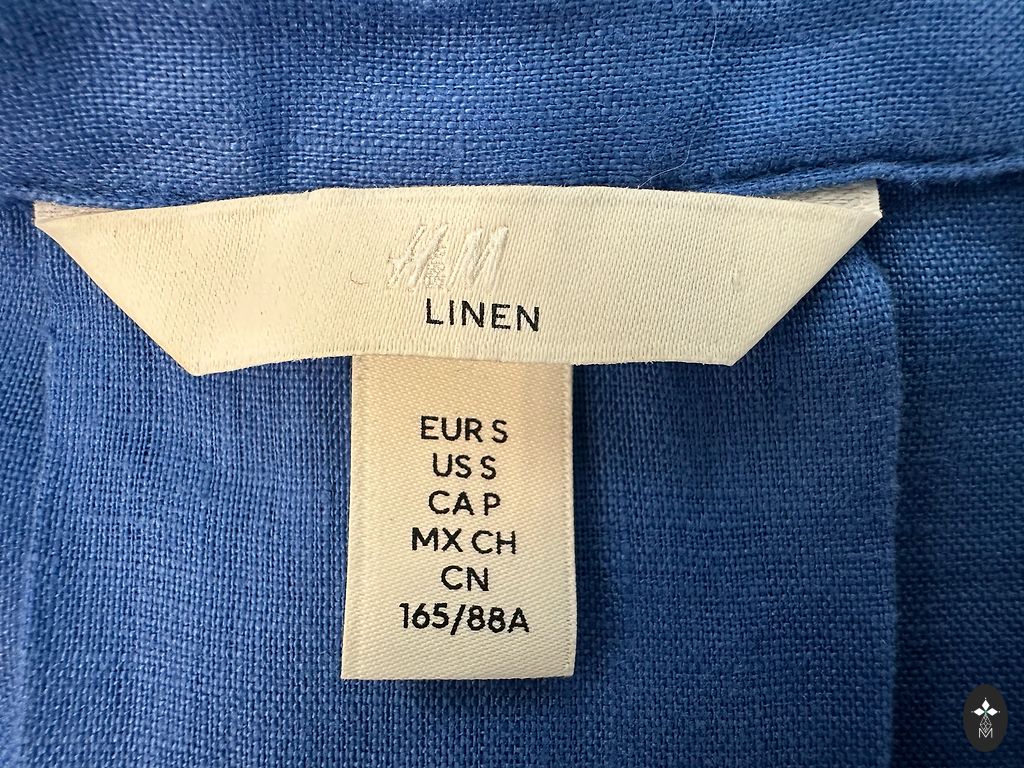 H&M
LINEN
EUR S
US S
CA P
MX CH
CN
165/88A
M